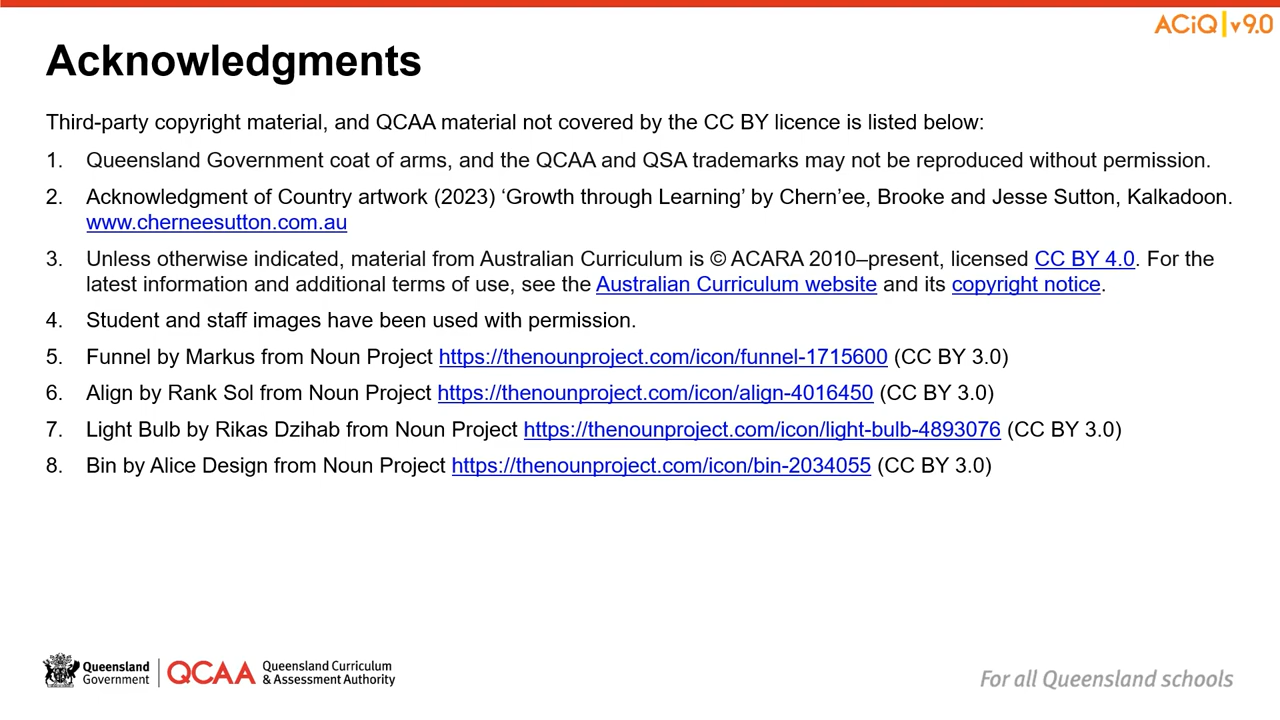 ACiQ | v9.0
Acknowledgments
Third-party copyright material, and QCAA material not covered by the CC BY licence is listed below:
1. Queensland Government coat of arms, and the QCAA and QSA trademarks may not be reproduced without permission.
2. Acknowledgment of Country artwork (2023) ‘Growth through Learning’ by Chern’ee, Brooke and Jesse Sutton, Kalkadoon.
www.cherneesutton.com.au
3. Unless otherwise indicated, material from Australian Curriculum is © ACARA 2010–present, licensed CC BY 4.0. For the
latest information and additional terms of use, see the Australian Curriculum website and its copyright notice.
4. Student and staff images have been used with permission.
5. Funnel by Markus from Noun Project https://thenounproject.com/icon/funnel-1715600 (CC BY 3.0)
6. Align by Rank Sol from Noun Project https://thenounproject.com/icon/align-4016450 (CC BY 3.0)
7. Light Bulb by Rikas Dzihab from Noun Project https://thenounproject.com/icon/light-bulb-4893076 (CC BY 3.0)
8. Bin by Alice Design from Noun Project https://thenounproject.com/icon/bin-2034055 (CC BY 3.0)
Queensland
Government
QCAA
Queensland Curriculum
& Assessment Authority
For all Queensland schools